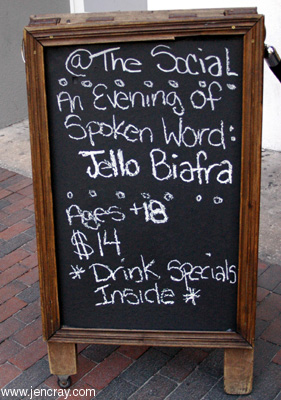 @ The Social
An Evening of
Spoken Word:
Jello Biafra
Ages +18
$14
* Drink Specials
Inside *
www.jencray.com